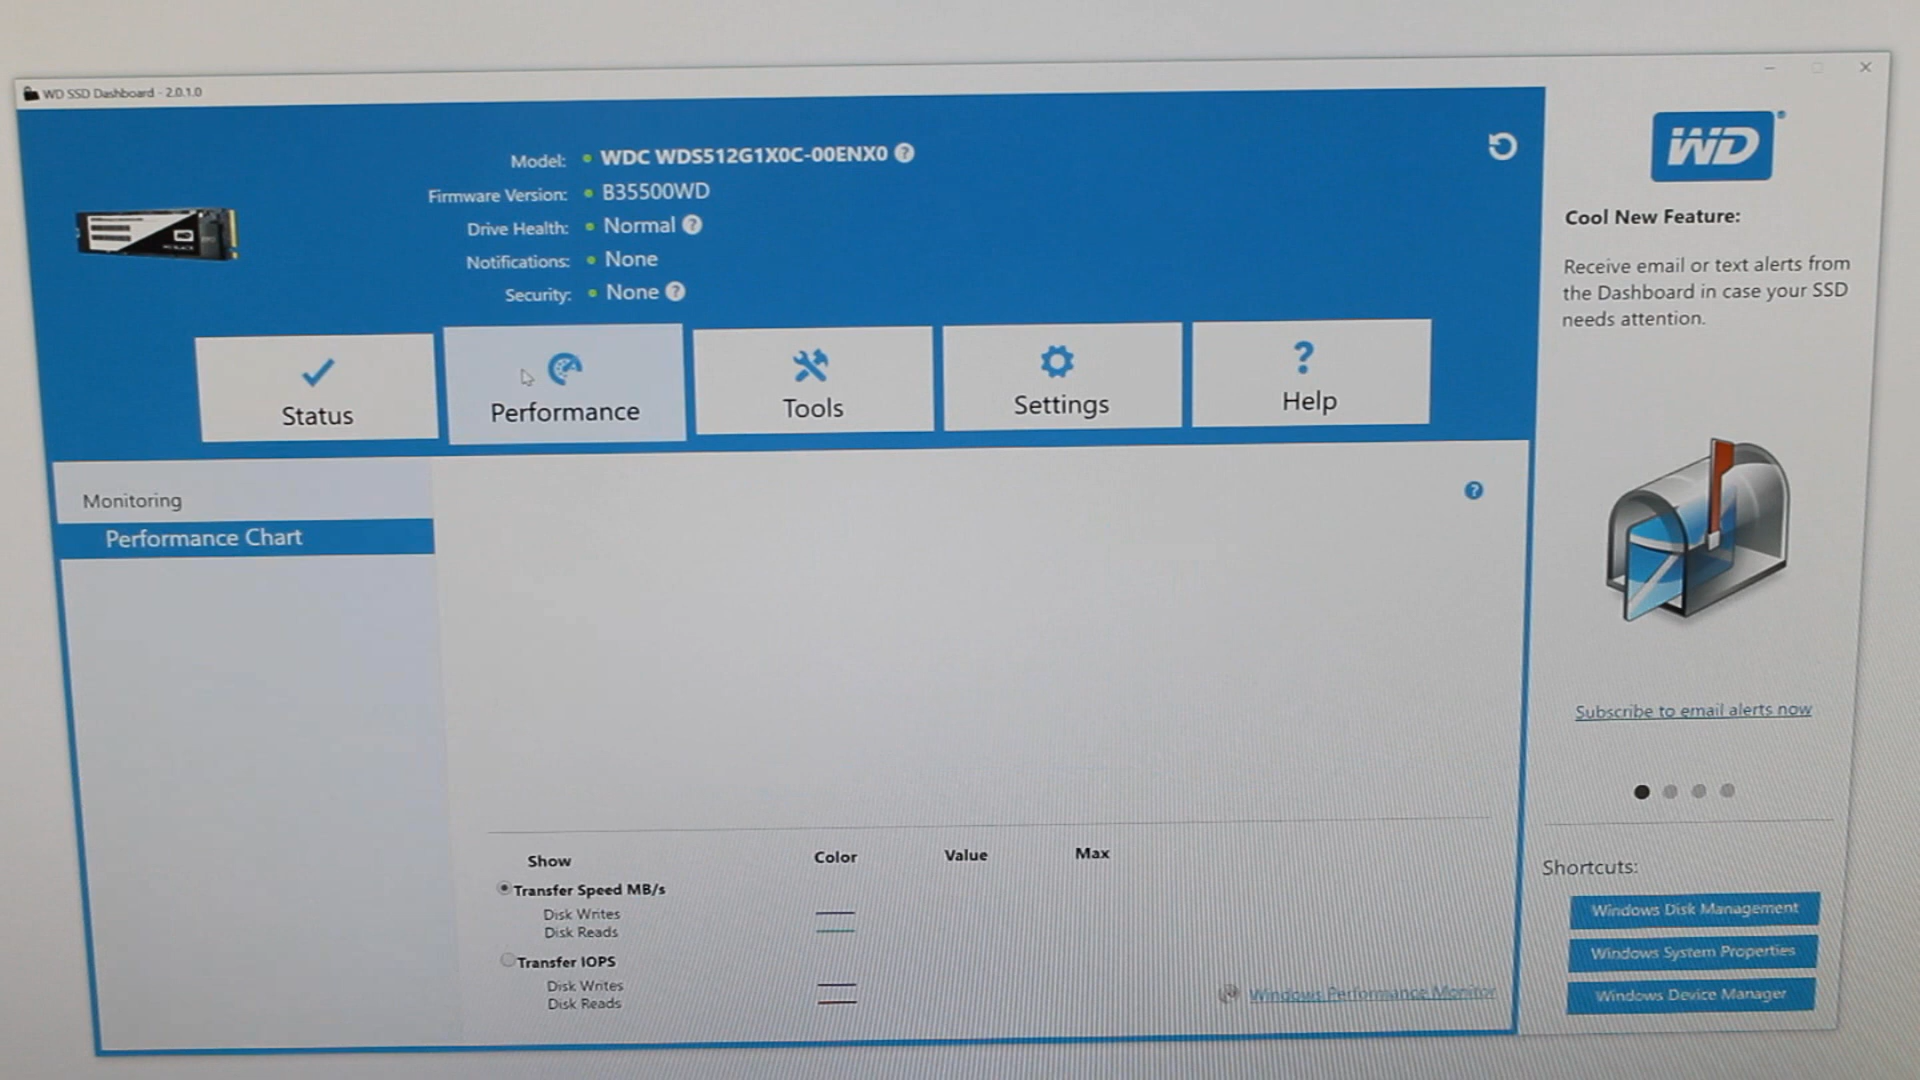 WD SSD Dashboard - 2.0.1.0
Model: WDC WDS512G1X0C-00ENX0 ?
Firmware Version: B35500WD
Drive Health: Normal ?
Notifications: None
Security: None ?
Status
Performance
Tools
Settings
? Help
Monitoring
Performance Chart
?
Show Color Value Max
Transfer Speed MB/s
Disk Writes
Disk Reads
Transfer IOPS
Disk Writes
Disk Reads
Windows Performance Monitor
WD
Cool New Feature:
Receive email or text alerts from
the Dashboard in case your SSD
needs attention.
Subscribe to email alerts now
Shortcuts:
Windows Disk Management
Windows System Properties
Windows Device Manager